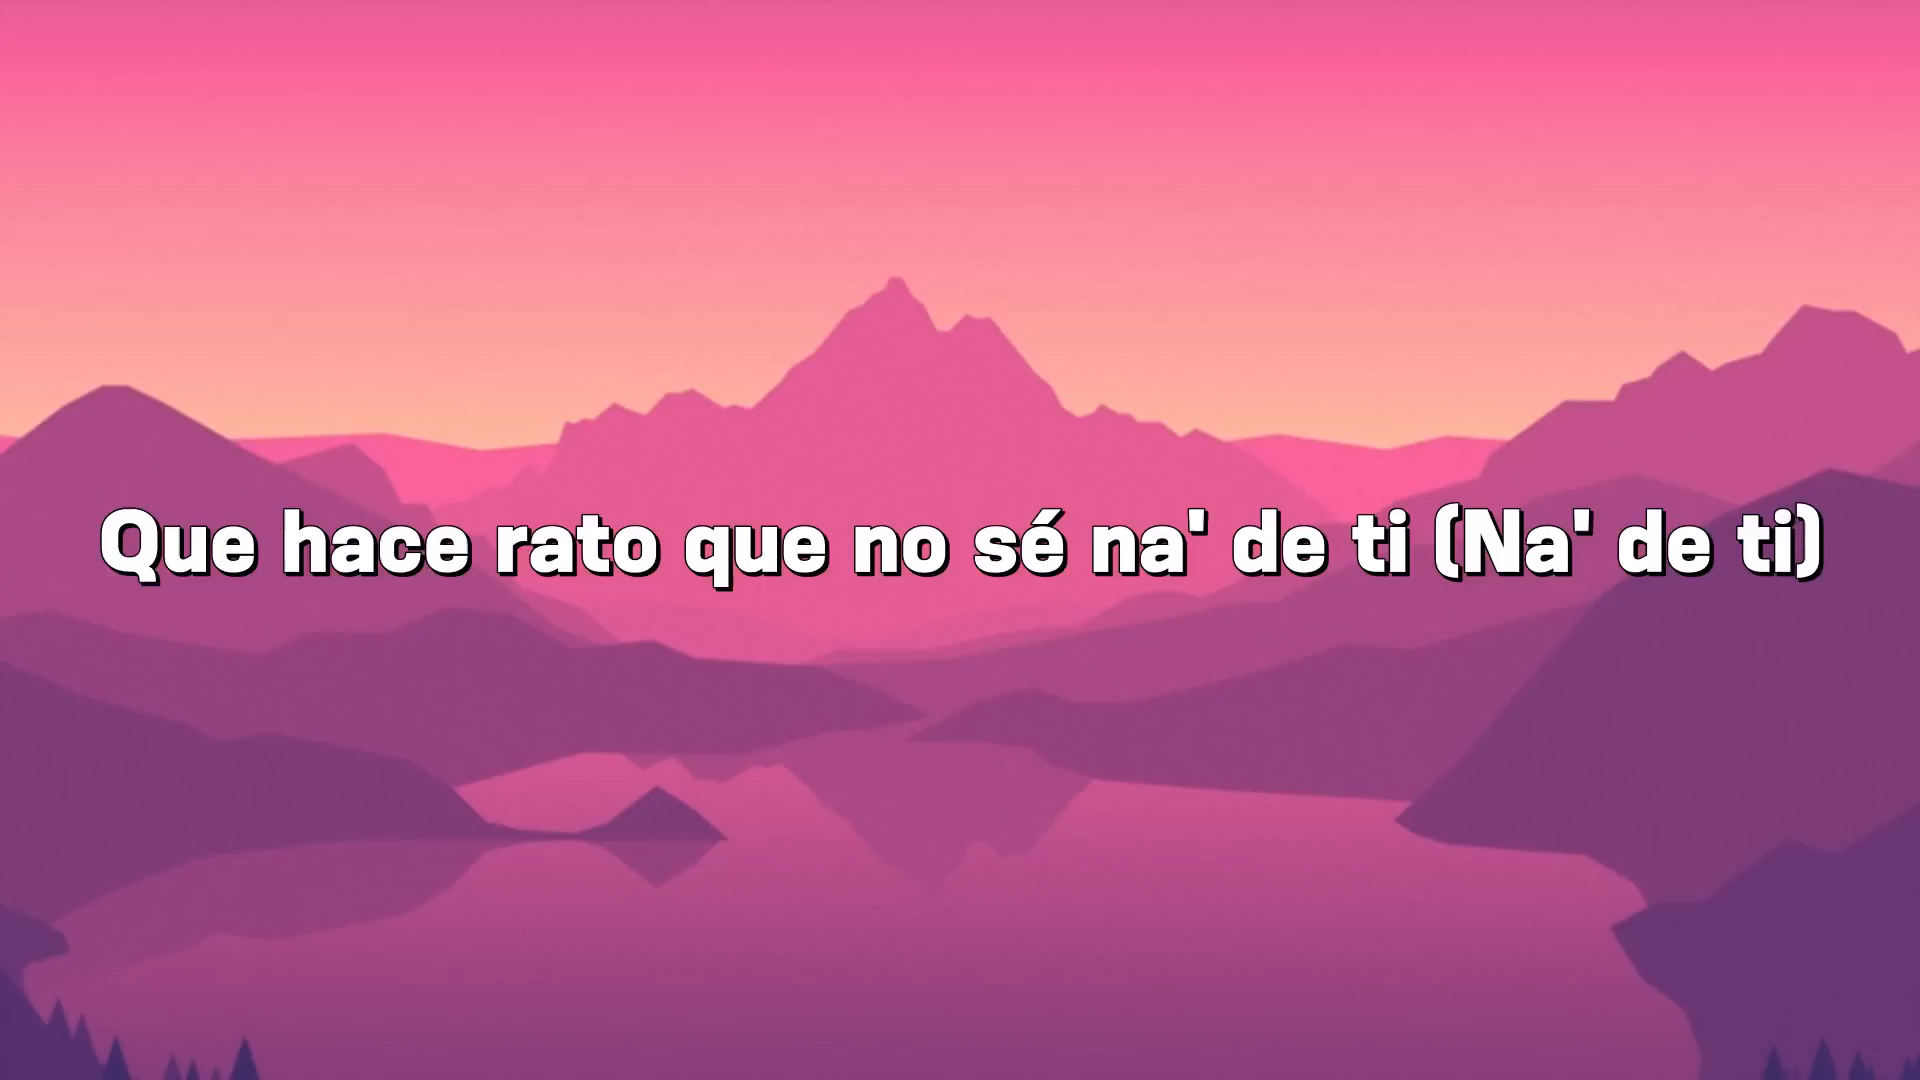 Que hace rato que no sé na' de ti (Na' de ti)